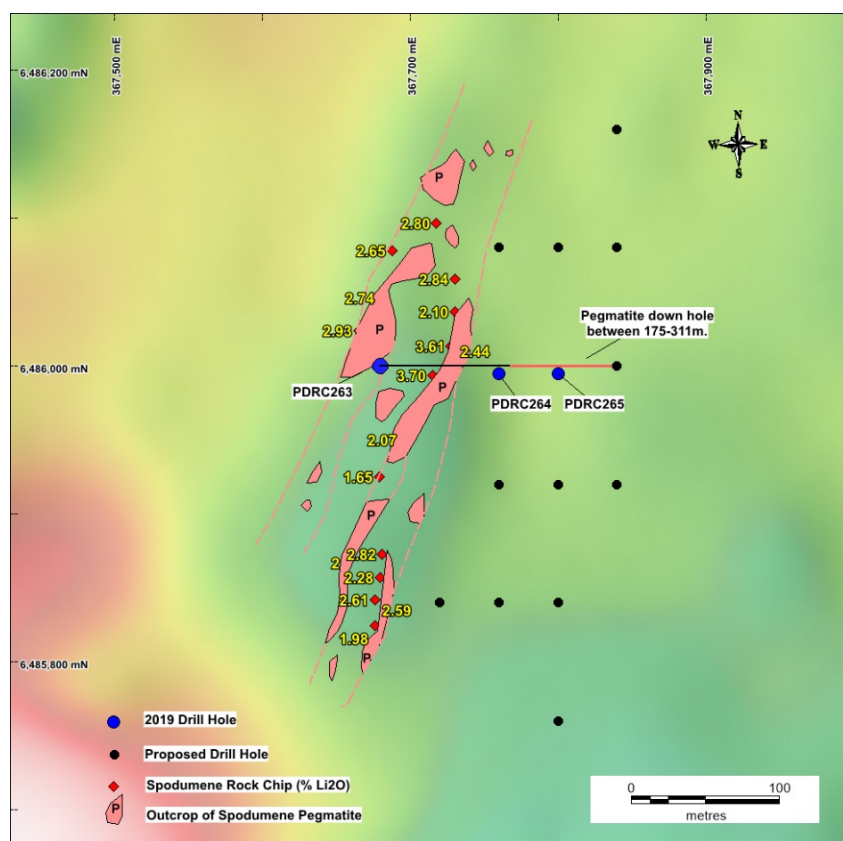 367,500 mE
367,700 mE
367,900 mE
6,486,200 mN
N
W E
S
P
2.80
2.65
2.84
2.74
2.10
Pegmatite down hole
between 175-311m.
2.93
P
3.61
2.44
6,486,000 mN
PDRC263
3.70
P
PDRC264
PDRC265
2.07
1.65
P
2.82
2
2.28
2.61
2.59
1.98
P
6,485,800 mN
2019 Drill Hole
Proposed Drill Hole
Spodumene Rock Chip (% Li2O)
P
Outcrop of Spodumene Pegmatite
0 100
metres